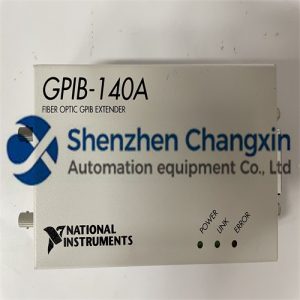 GPIB-140A
FIBER OPTIC GPIB EXTENDER
Shenzhen Changxin
Automation equipment Co., Ltd
NATIONAL
INSTRUMENTS
POWER
LINK
ERROR